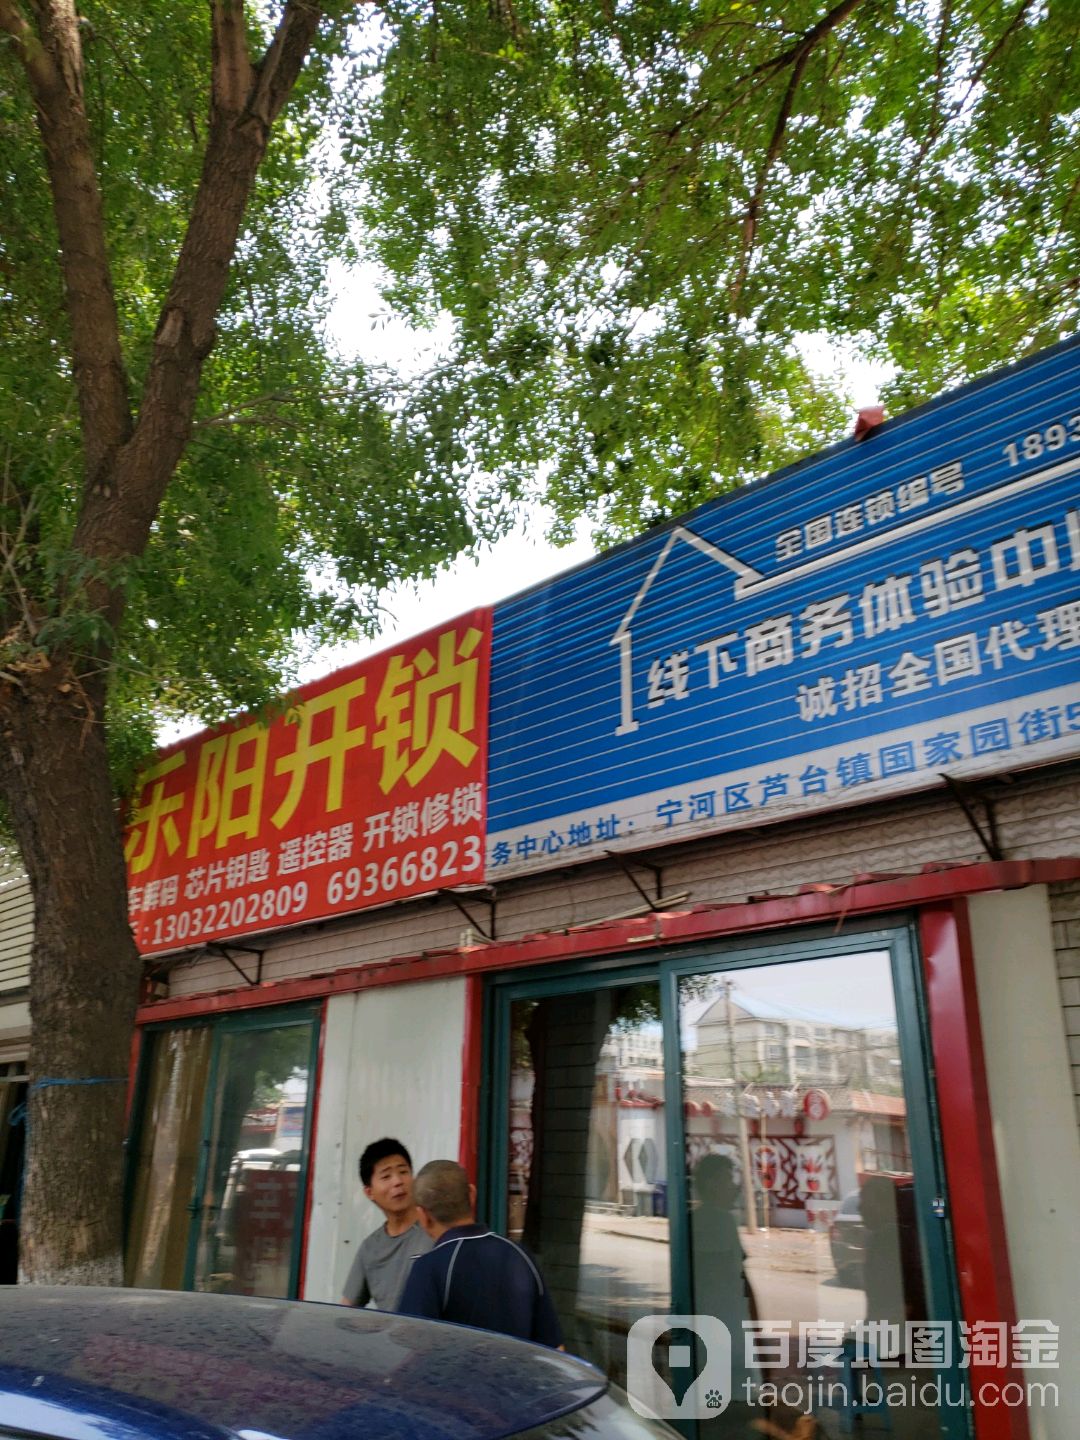 乐阳开锁
车解码 芯片钥匙 遥控器 开锁修锁
: 13032202809 69366823
全国连锁编号 1893
线下商务体验中
诚招全国代理
务中心地址：宁河区芦台镇国家园街5
百度地图淘金
taojin.baidu.com